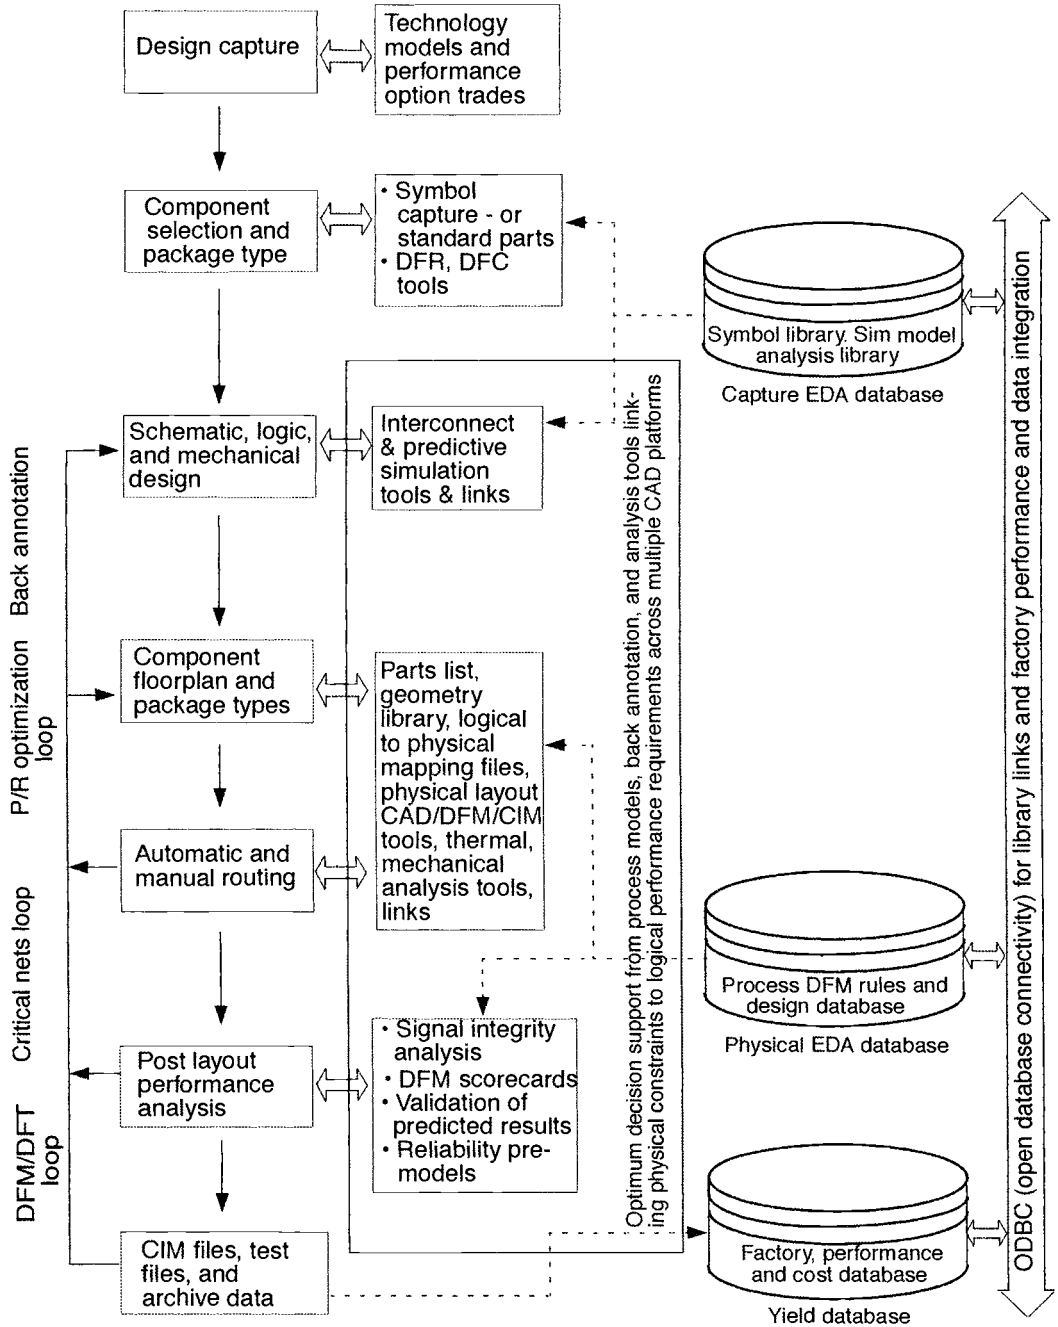 Design capture
Technology
models and
performance
option trades
Component
selection and
package type
• Symbol
capture - or
standard parts
• DFR, DFC
tools
Symbol library. Sim model
analysis library
Capture EDA database
Schematic, logic,
and mechanical
design
Interconnect
& predictive
simulation
tools & links
Component
floorplan and
package types
Parts list,
geometry
library, logical
to physical
mapping files,
physical layout
CAD/DFM/CIM
tools, thermal,
mechanical
analysis tools,
links
Automatic and
manual routing
Process DFM rules and
design database
Physical EDA database
Post layout
performance
analysis
• Signal integrity
analysis
• DFM scorecards
• Validation of
predicted results
• Reliability pre-
models
CIM files, test
files, and
archive data
Factory, performance
and cost database
Yield database
Back annotation
P/R optimization
loop
Critical nets loop
DFM/DFT
loop
Optimum decision support from process models, back annotation, and analysis tools link-
ing physical constraints to logical performance requirements across multiple CAD platforms
ODBC (open database connectivity) for library links and factory performance and data integration